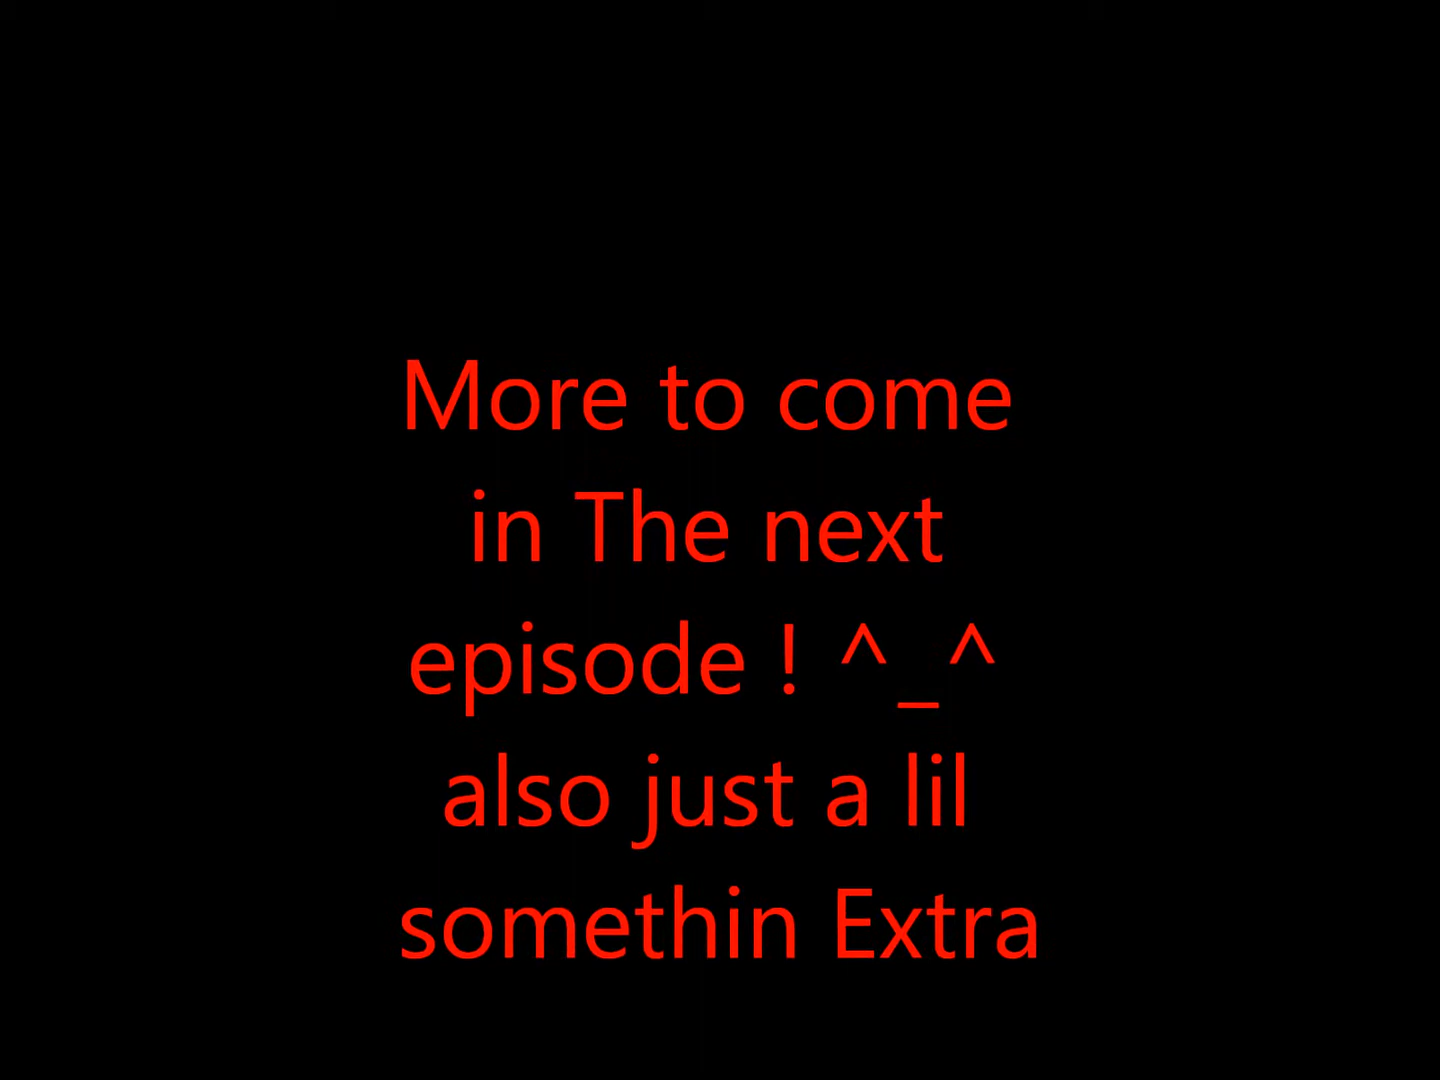 More to come
in The next
episode ! ^_^
also just a lil
somethin Extra